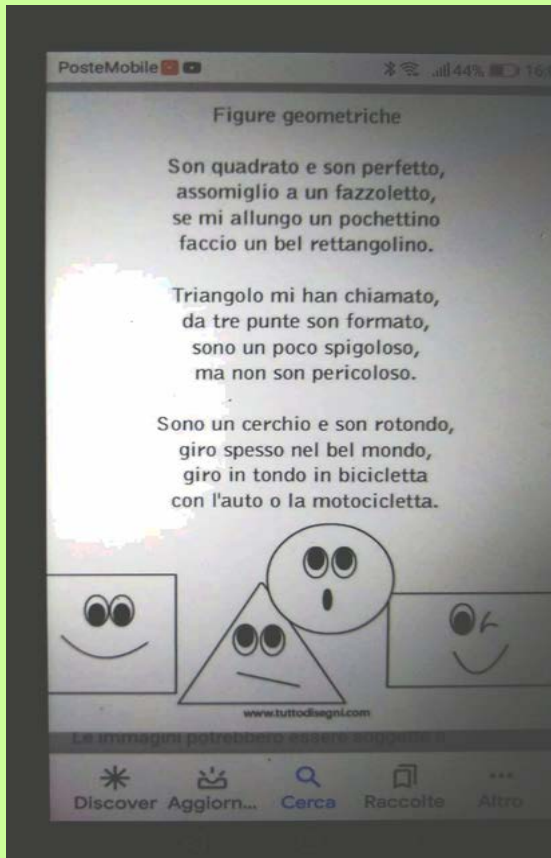 PosteMobile
44% 16:
Figure geometriche
Son quadrato e son perfetto,
assomiglio a un fazzoletto,
se mi allungo un pochettino
faccio un bel rettangolino.
Triangolo mi han chiamato,
da tre punte son formato,
sono un poco spigoloso,
ma non son pericoloso.
Sono un cerchio e son rotondo,
giro spesso nel bel mondo,
giro in tondo in bicicletta
con l'auto o la motocicletta.
www.tuttodisegni.com
Le immagini potrebbero essere soggette a
Discover Aggiorn... Cerca Raccolte Altro